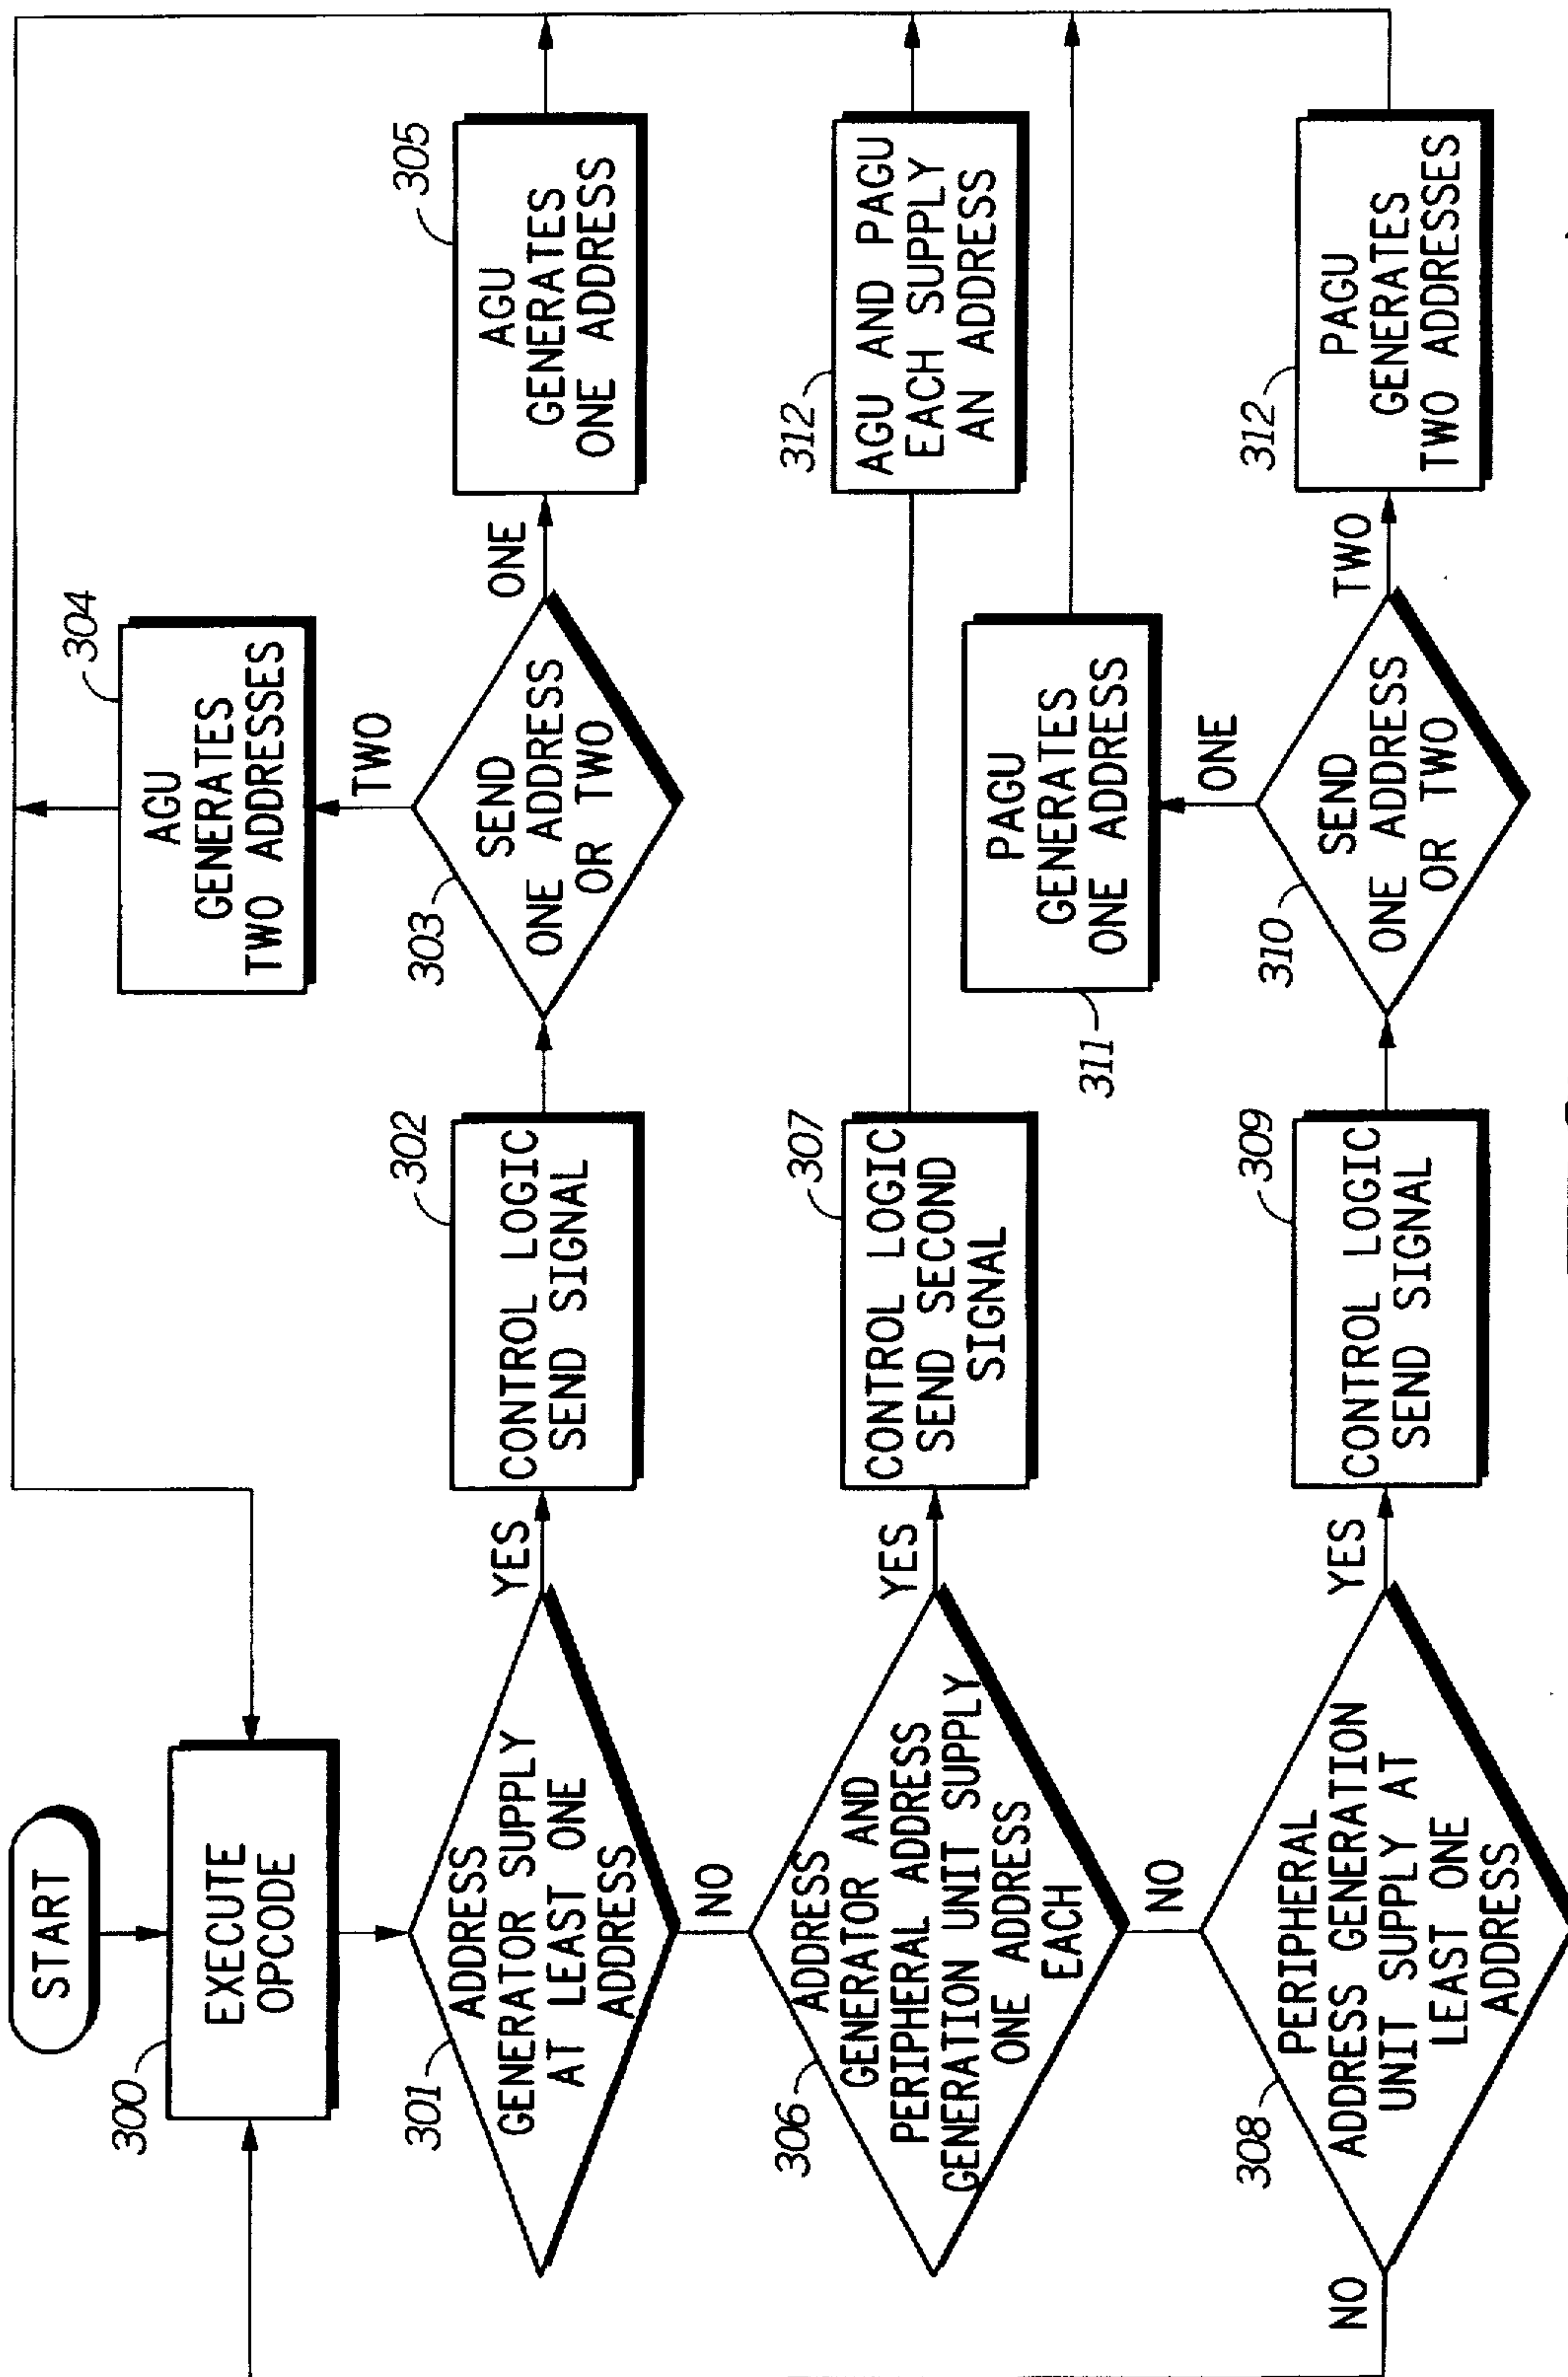 START
300
EXECUTE
OPCODE
301
ADDRESS
GENERATOR SUPPLY
AT LEAST ONE
ADDRESS
YES
NO
302
CONTROL LOGIC
SEND SIGNAL
303
SEND
ONE ADDRESS
OR TWO
TWO
ONE
304
AGU
GENERATES
TWO ADDRESSES
305
AGU
GENERATES
ONE ADDRESS
306
ADDRESS
GENERATOR AND
PERIPHERAL ADDRESS
GENERATION UNIT SUPPLY
ONE ADDRESS
EACH
YES
NO
307
CONTROL LOGIC
SEND SECOND
SIGNAL
312
AGU AND PAGU
EACH SUPPLY
AN ADDRESS
308
PERIPHERAL
ADDRESS GENERATION
UNIT SUPPLY AT
LEAST ONE
ADDRESS
NO
YES
309
CONTROL LOGIC
SEND SIGNAL
310
SEND
ONE ADDRESS
OR TWO
ONE
TWO
311
PAGU
GENERATES
ONE ADDRESS
312
PAGU
GENERATES
TWO ADDRESSES